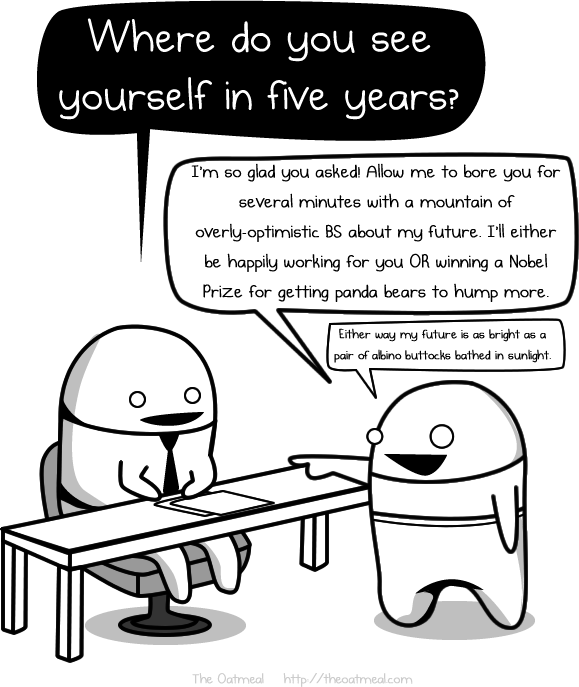 Where do you see
yourself in five years?
I'm so glad you asked! Allow me to bore you for
several minutes with a mountain of
overly-optimistic BS about my future. I'll either
be happily working for you OR winning a Nobel
Prize for getting panda bears to hump more.
Either way my future is as bright as a
pair of albino buttocks bathed in sunlight.
The Oatmeal http://theoatmeal.com